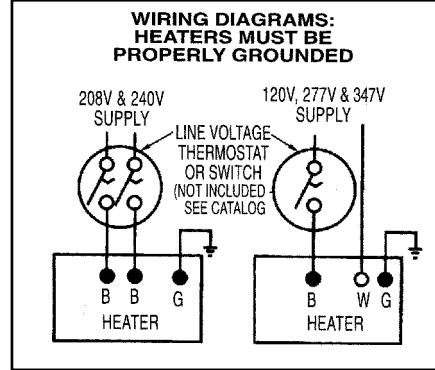 WIRING DIAGRAMS:
HEATERS MUST BE
PROPERLY GROUNDED
208V & 240V
SUPPLY
120V, 277V & 347V
SUPPLY
LINE VOLTAGE
THERMOSTAT
OR SWITCH
(NOT INCLUDED -
SEE CATALOG
B B G
HEATER
B W G
HEATER